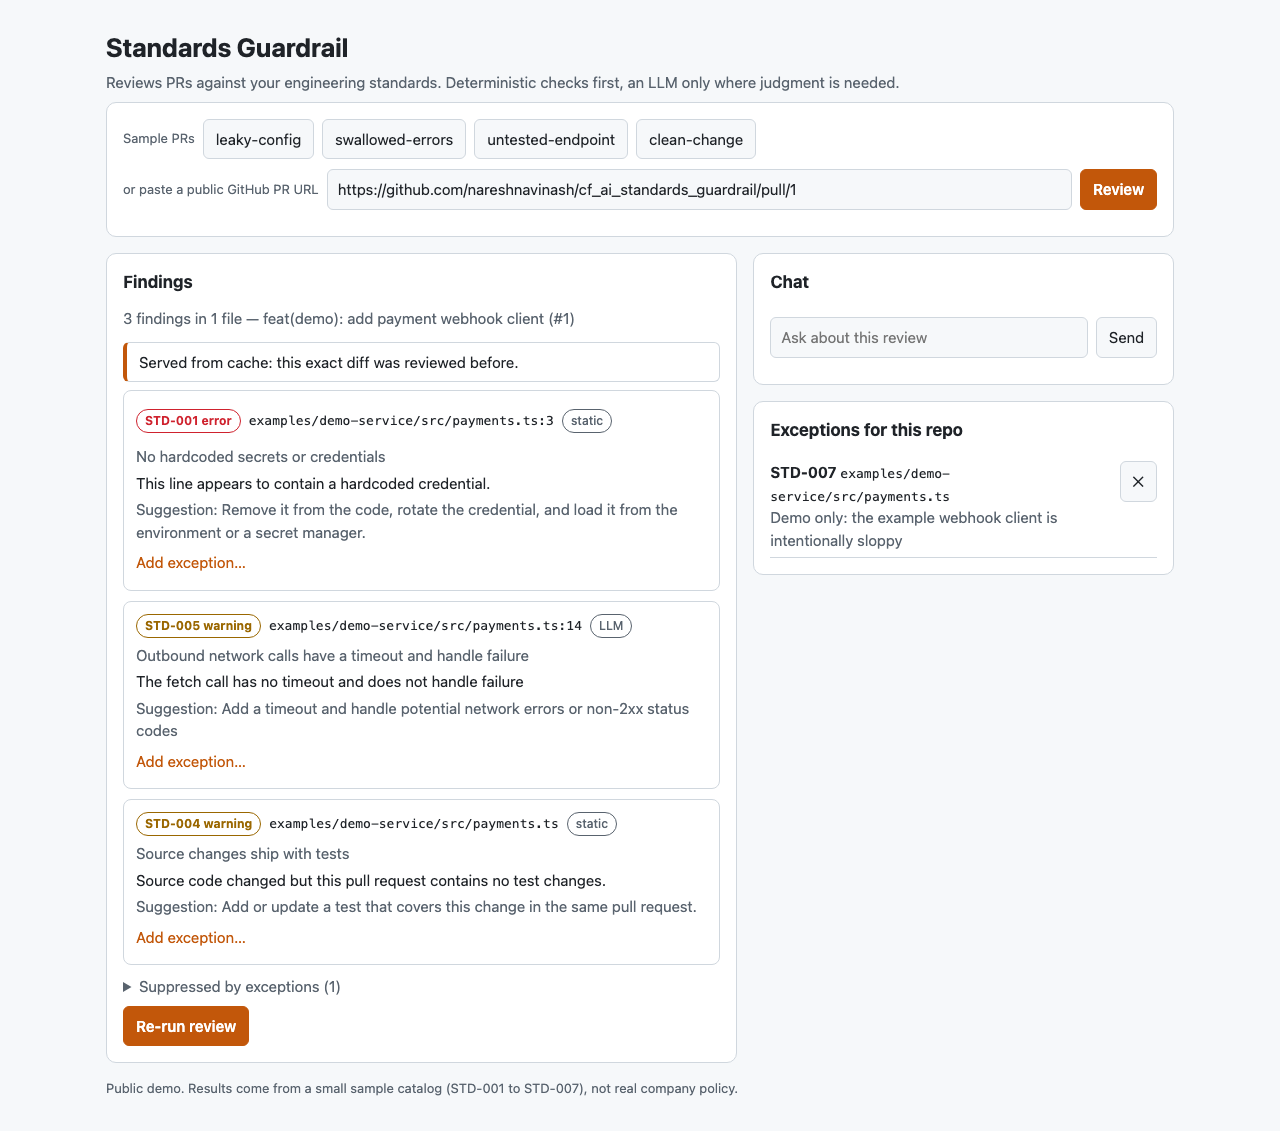 Standards Guardrail
Reviews PRs against your engineering standards. Deterministic checks first, an LLM only where judgment is needed.
Sample PRs leaky-config swallowed-errors untested-endpoint clean-change
or paste a public GitHub PR URL https://github.com/nareshnavinash/cf_ai_standards_guardrail/pull/1 Review
Findings
3 findings in 1 file — feat(demo): add payment webhook client (#1)
Served from cache: this exact diff was reviewed before.
STD-001 error examples/demo-service/src/payments.ts:3 static
No hardcoded secrets or credentials
This line appears to contain a hardcoded credential.
Suggestion: Remove it from the code, rotate the credential, and load it from the
environment or a secret manager.
Add exception...
STD-005 warning examples/demo-service/src/payments.ts:14 LLM
Outbound network calls have a timeout and handle failure
The fetch call has no timeout and does not handle failure
Suggestion: Add a timeout and handle potential network errors or non-2xx status
codes
Add exception...
STD-004 warning examples/demo-service/src/payments.ts static
Source changes ship with tests
Source code changed but this pull request contains no test changes.
Suggestion: Add or update a test that covers this change in the same pull request.
Add exception...
Suppressed by exceptions (1)
Re-run review
Chat
Ask about this review Send
Exceptions for this repo
STD-007 examples/demo-
service/src/payments.ts
Demo only: the example webhook client is
intentionally sloppy
Public demo. Results come from a small sample catalog (STD-001 to STD-007), not real company policy.